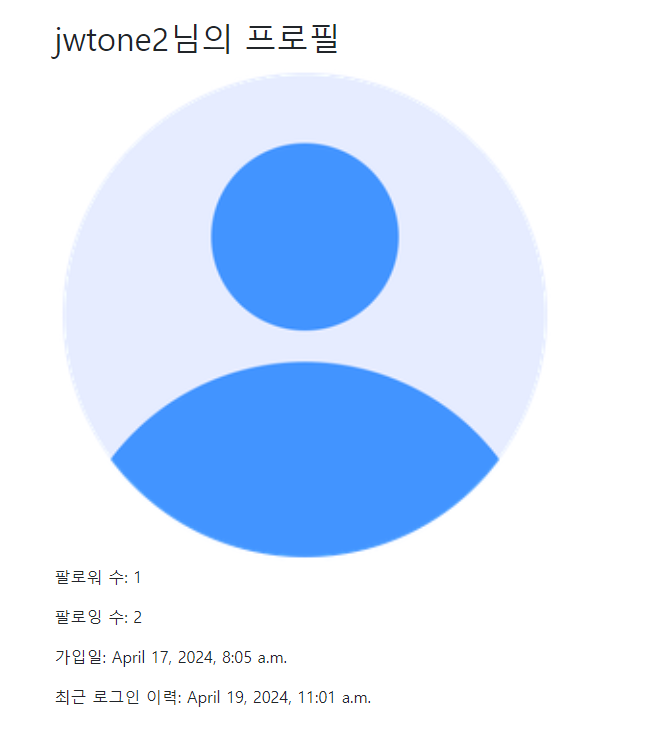 jwtone2님의 프로필
팔로워 수: 1
팔로잉 수: 2
가입일: April 17, 2024, 8:05 a.m.
최근 로그인 이력: April 19, 2024, 11:01 a.m.